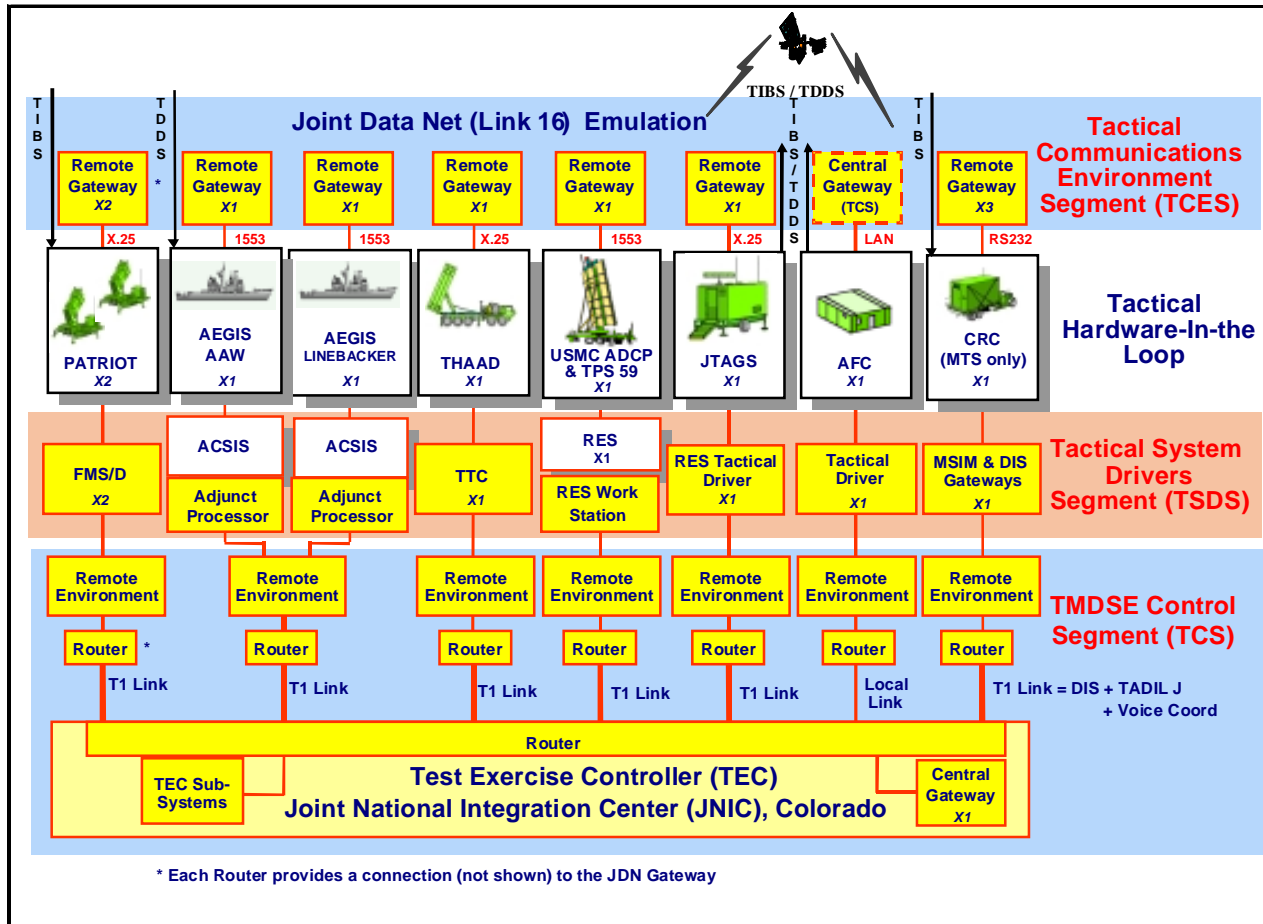 TIBS / TDDS
TIBS
TDDS
TIBS/TDDS
TIBS
Joint Data Net (Link 16) Emulation
Tactical
Communications
Environment
Segment (TCES)
Remote
Gateway
X2
*
Remote
Gateway
X1
Remote
Gateway
X1
Remote
Gateway
X1
Remote
Gateway
X1
Remote
Gateway
X1
Central
Gateway
(TCS)
Remote
Gateway
X3
X.25
1553
1553
X.25
1553
X.25
LAN
RS232
PATRIOT
X2
AEGIS
AAW
X1
AEGIS
LINEBACKER
X1
THAAD
X1
USMC ADCP
& TPS 59
X1
JTAGS
X1
AFC
X1
CRC
(MTS only)
X1
Tactical
Hardware-In-the
Loop
FMS/D
X2
ACSIS
Adjunct
Processor
ACSIS
Adjunct
Processor
TTC
X1
RES
X1
RES Work
Station
RES Tactical
Driver
X1
Tactical
Driver
X1
MSIM & DIS
Gateways
X1
Tactical System
Drivers
Segment (TSDS)
Remote
Environment
Remote
Environment
Remote
Environment
Remote
Environment
Remote
Environment
Remote
Environment
Remote
Environment
TMDSE Control
Segment (TCS)
Router
*
Router
Router
Router
Router
Router
Router
T1 Link
T1 Link
T1 Link
T1 Link
T1 Link
Local
Link
T1 Link = DIS + TADIL J
+ Voice Coord
Router
TEC Sub-
Systems
Test Exercise Controller (TEC)
Joint National Integration Center (JNIC), Colorado
Central
Gateway
X1
* Each Router provides a connection (not shown) to the JDN Gateway